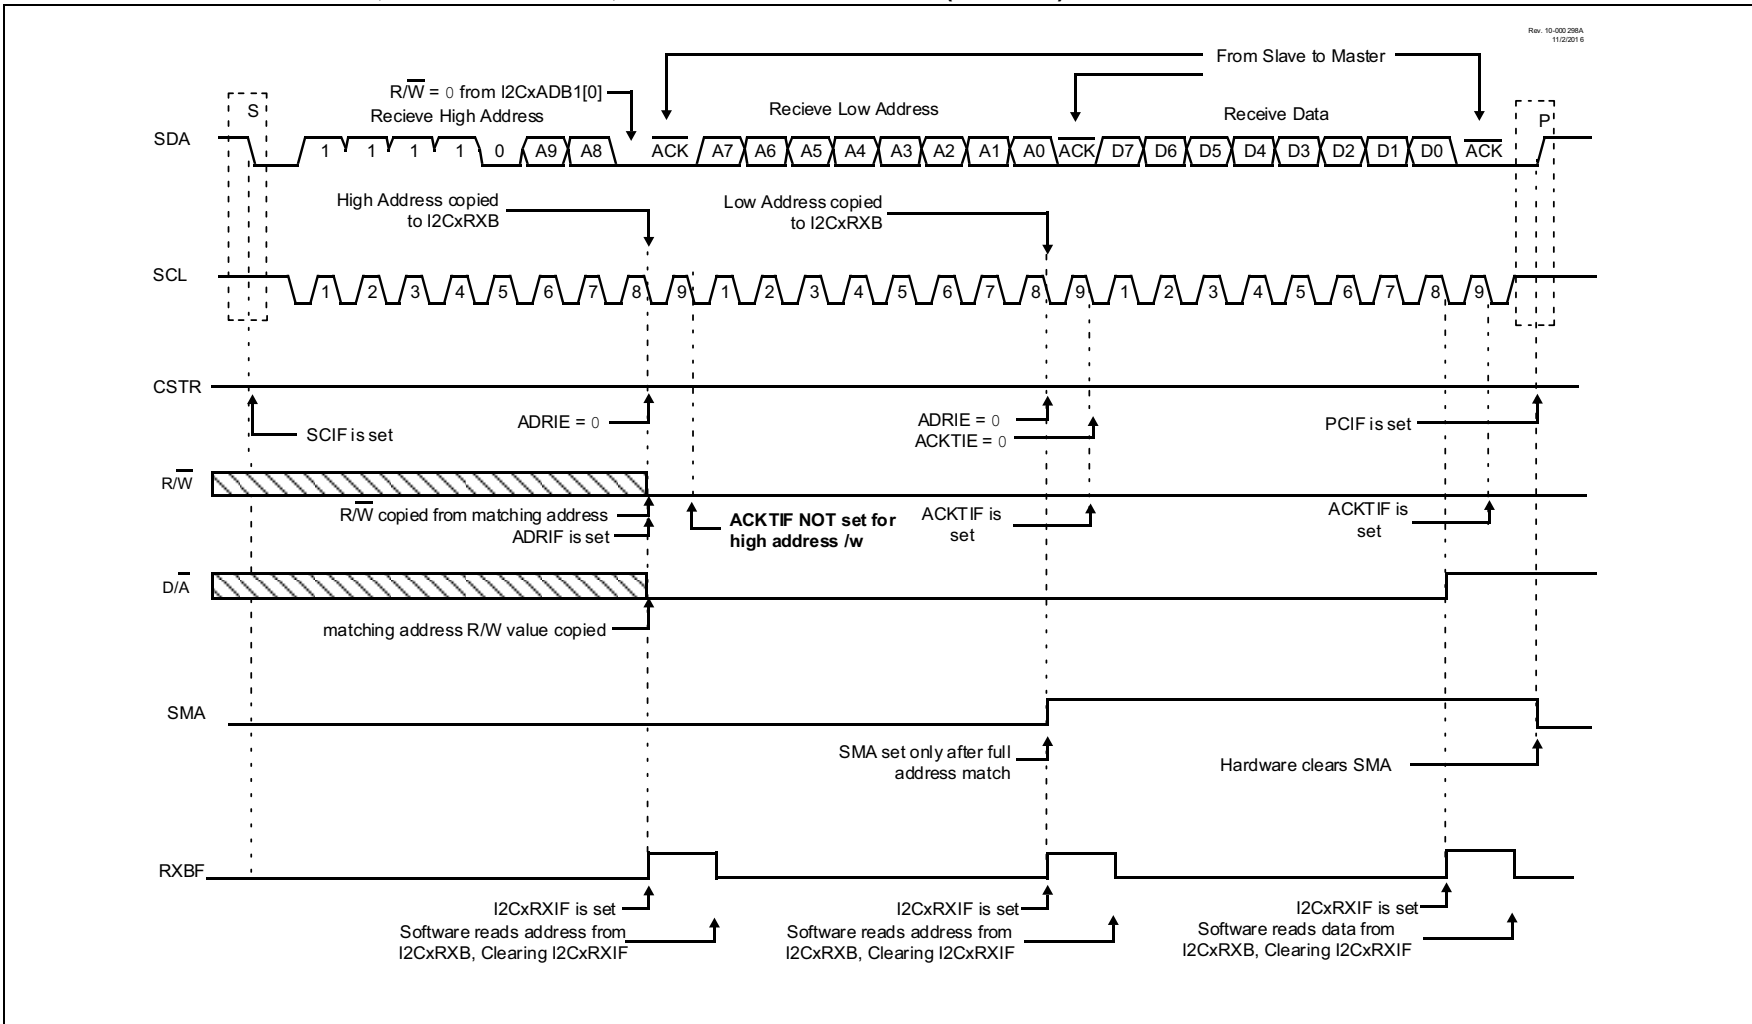 Rev. 10-000 298A
11/2/201 6
From Slave to Master
R/W = 0 from I2CxADB1[0]
Recieve High Address
Recieve Low Address
Receive Data
S
P
SDA
1 1 1 1 0 A9 A8 ACK A7 A6 A5 A4 A3 A2 A1 A0 ACK D7 D6 D5 D4 D3 D2 D1 D0 ACK
High Address copied
to I2CxRXB
Low Address copied
to I2CxRXB
SCL
1 2 3 4 5 6 7 8 9 1 2 3 4 5 6 7 8 9 1 2 3 4 5 6 7 8 9
CSTR
SCIF is set
ADRIE = 0
ADRIE = 0
ACKTIE = 0
PCIF is set
R/W
R/W copied from matching address
ADRIF is set
ACKTIF NOT set for
high address /w
ACKTIF is
set
ACKTIF is
set
D/A
matching address R/W value copied
SMA
SMA set only after full
address match
Hardware clears SMA
RXBF
I2CxRXIF is set
Software reads address from
I2CxRXB, Clearing I2CxRXIF
I2CxRXIF is set
Software reads address from
I2CxRXB, Clearing I2CxRXIF
I2CxRXIF is set
Software reads data from
I2CxRXB, Clearing I2CxRXIF